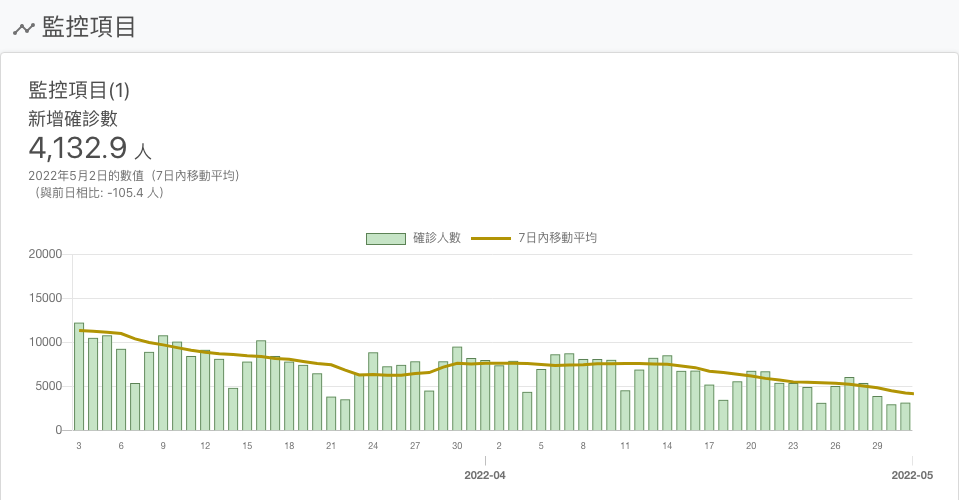 監控項目
監控項目(1)
新增確診數
4,132.9 人
2022年5月2日的數值（7日內移動平均）
（與前日相比: -105.4 人）
確診人數 7日內移動平均
20000
15000
10000
5000
0
3 6 9 12 15 18 21 24 27 30 2 5 8 11 14 17 20 23 26 29
2022-04 2022-05